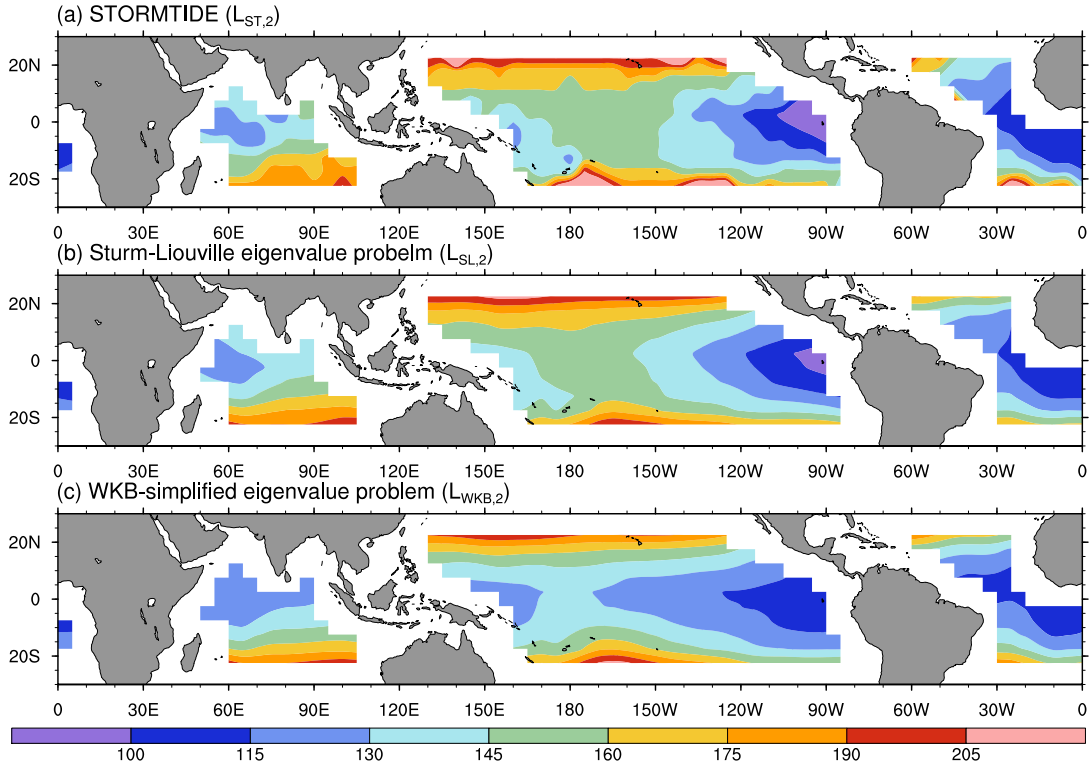 (a) STORMTIDE (L_ST,2)
20N
0
20S
0 30E 60E 90E 120E 150E 180 150W 120W 90W 60W 30W 0
(b) Sturm-Liouville eigenvalue probelm (L_SL,2)
20N
0
20S
0 30E 60E 90E 120E 150E 180 150W 120W 90W 60W 30W 0
(c) WKB-simplified eigenvalue problem (L_WKB,2)
20N
0
20S
0 30E 60E 90E 120E 150E 180 150W 120W 90W 60W 30W 0
100 115 130 145 160 175 190 205